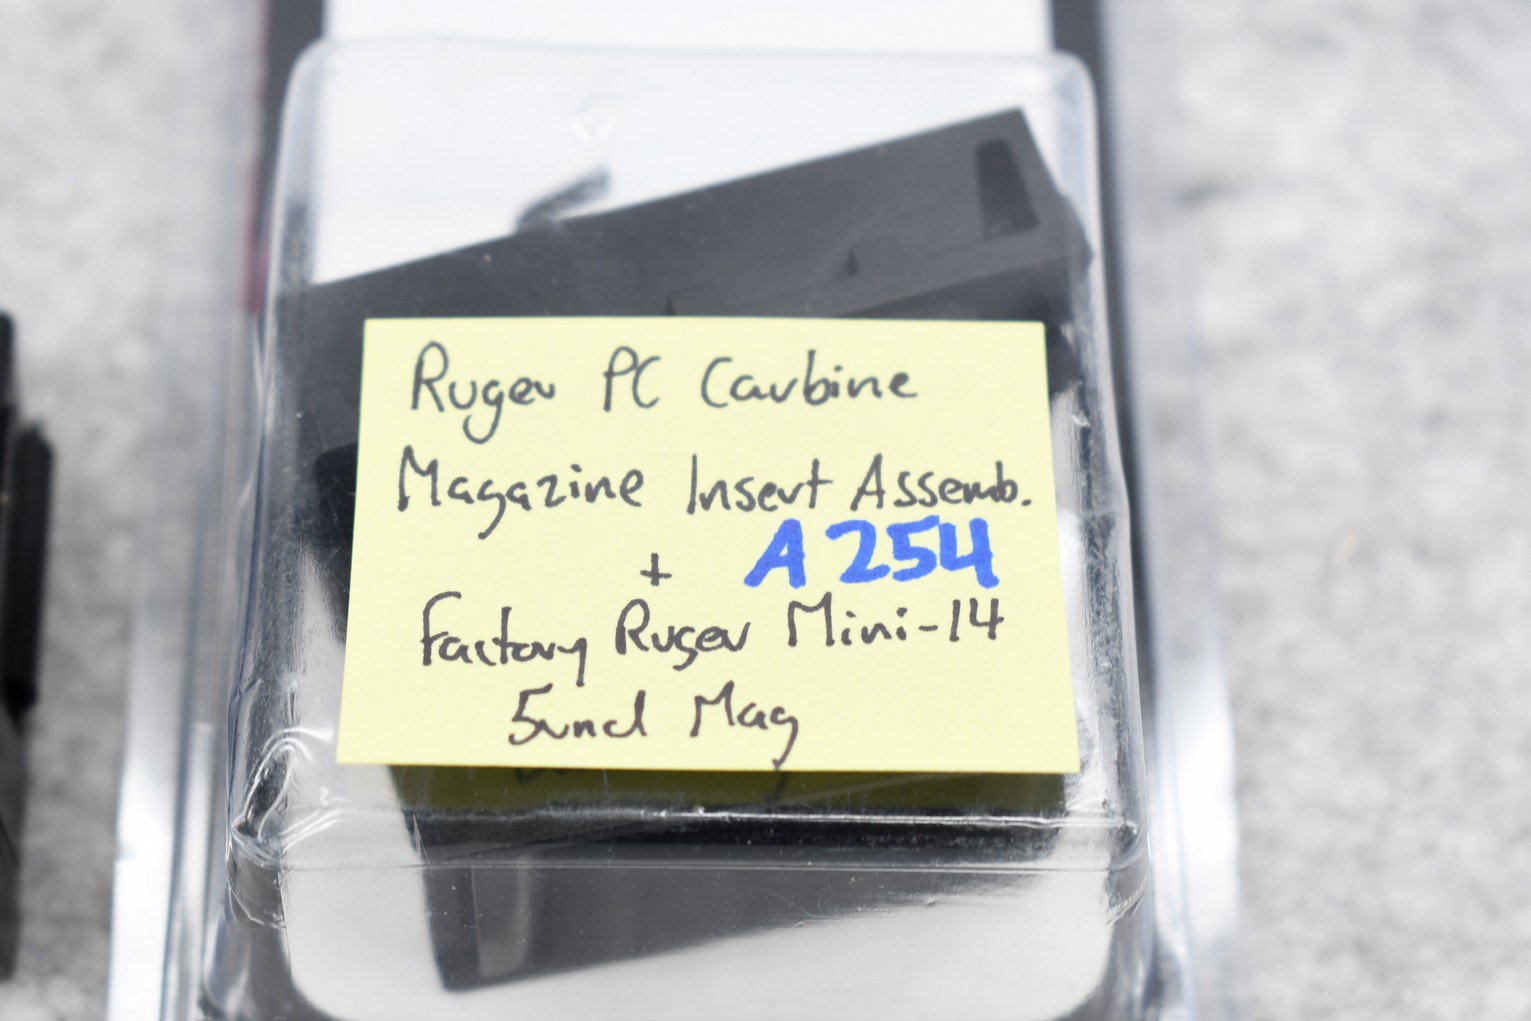 Ruger PC Carbine
Magazine Insert Assemb.
+ A254
Factory Ruger Mini-14
5rnd Mag